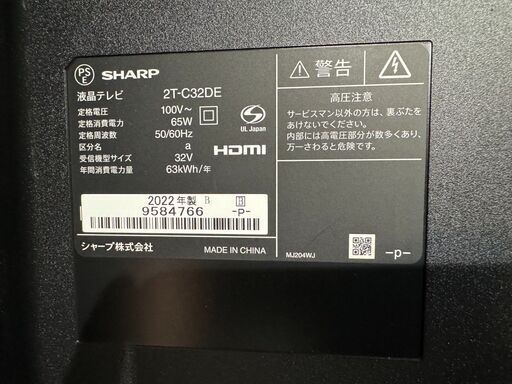 PS
E
SHARP
液晶テレビ 2T-C32DE
定格電圧 100V~
定格消費電力 65W
定格周波数 50/60Hz
区分名 a
受信機型サイズ 32V
年間消費電力量 63kWh/年
UL Japan
HDMI
2022年製 B B
9584766 -P-
シャープ株式会社 MADE IN CHINA
警告
高圧注意
サービスマン以外の方は、裏ぶたを
あけないでください。
内部には高電圧部分が数多くあり、
万一さわると危険です。
MJ204WJ
-p-